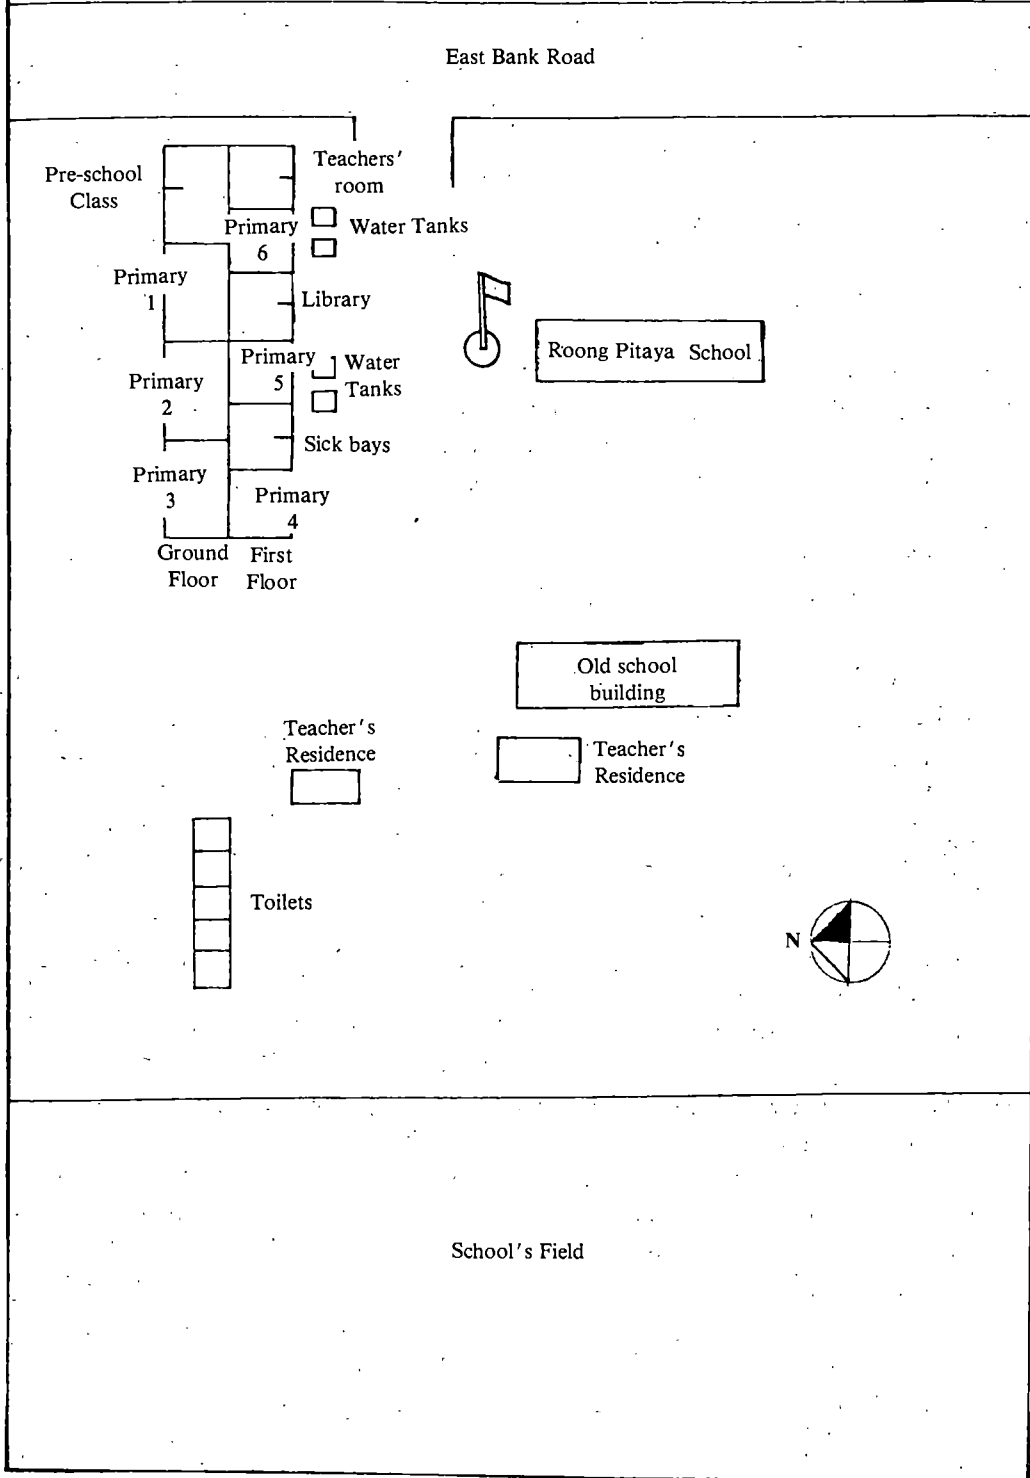 East Bank Road
Pre-school
Class
Teachers'
room
Primary
6
Water Tanks
Primary
1
Library
Roong Pitaya School
Primary
5
Water
Tanks
Primary
2
Sick bays
Primary
3
Primary
4
Ground
Floor
First
Floor
Old school
building
Teacher's
Residence
Teacher's
Residence
Toilets
N
School's Field